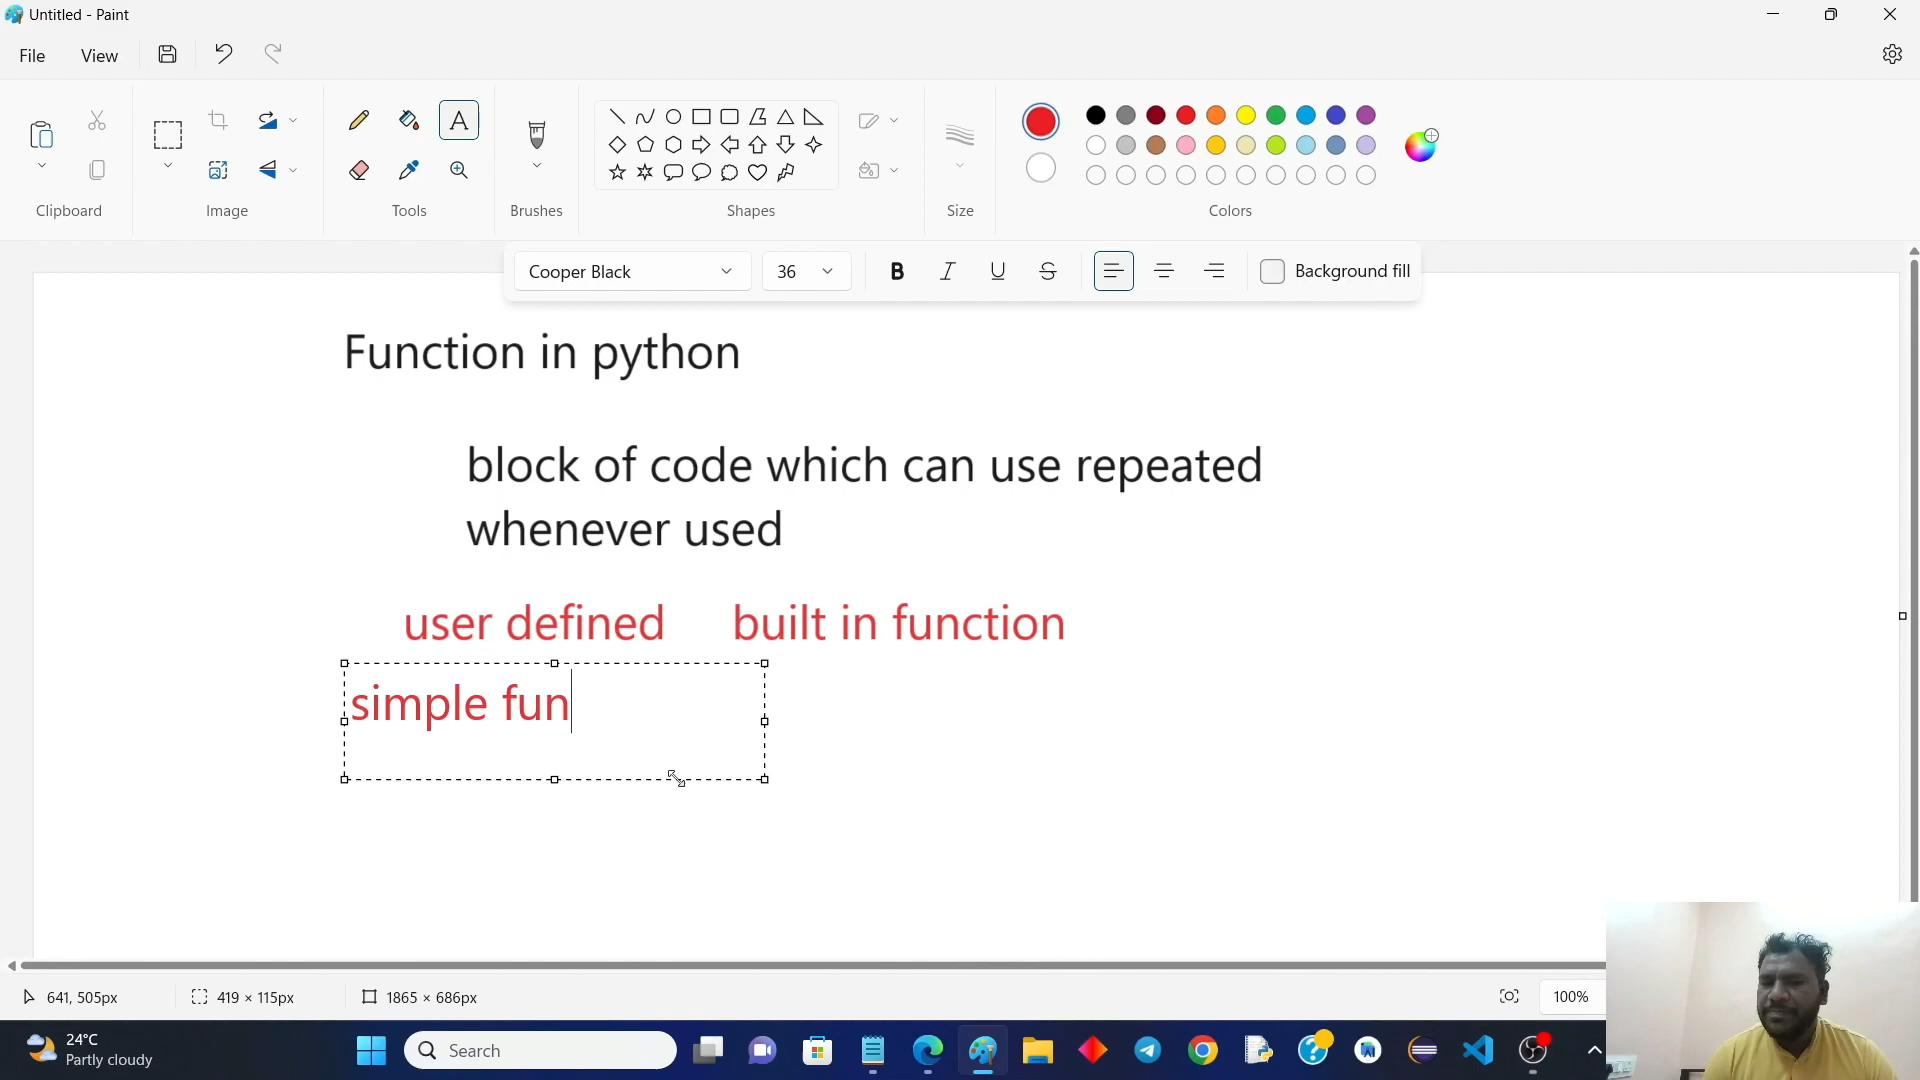 Untitled - Paint
File View
Clipboard Image Tools Brushes Shapes Size Colors
Cooper Black 36 B I U S Background fill
Function in python
block of code which can use repeated
whenever used
user defined built in function
simple fun
641, 505px 419 × 115px 1865 × 686px 100%
24°C
Partly cloudy
Search